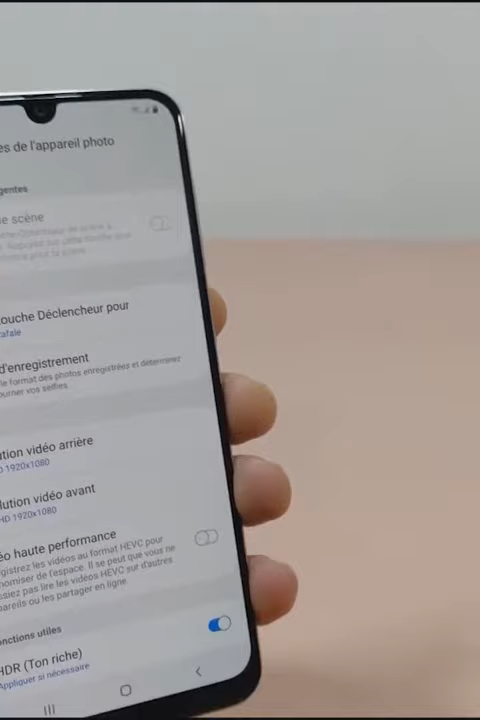 es de l'appareil photo
gentes
e scène
ouche Déclencheur pour
afale
d'enregistrement
le format des photos enregistrées et déterminez
ourner vos selfies.
ution vidéo arrière
D 1920x1080
lution vidéo avant
HD 1920x1080
éo haute performance
gistrez les vidéos au format HEVC pour
nomiser de l'espace. Il se peut que vous ne
issiez pas lire les vidéos HEVC sur d'autres
pareils ou les partager en ligne.
onctions utiles
HDR (Ton riche)
Appliquer si nécessaire